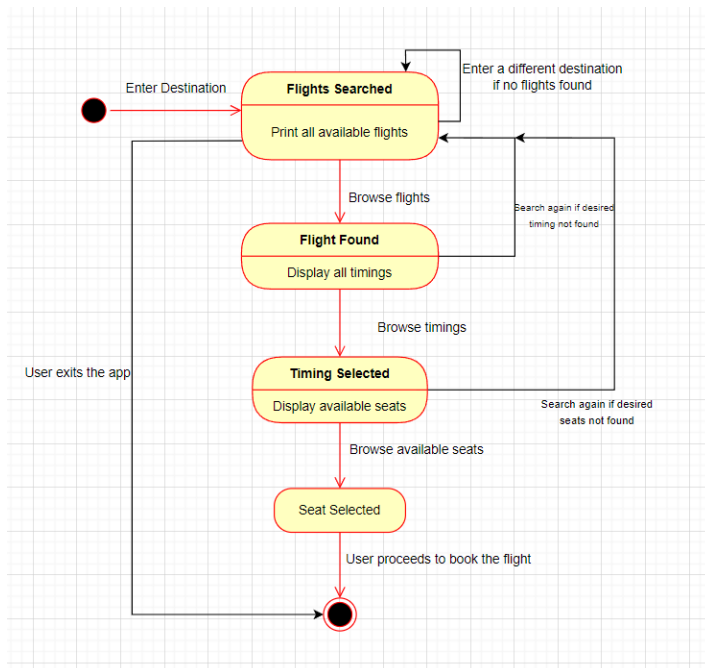 Enter Destination
Flights Searched
Print all available flights
Enter a different destination
if no flights found
Browse flights
Search again if desired
timing not found
Flight Found
Display all timings
Browse timings
User exits the app
Timing Selected
Display available seats
Search again if desired
seats not found
Browse available seats
Seat Selected
User proceeds to book the flight